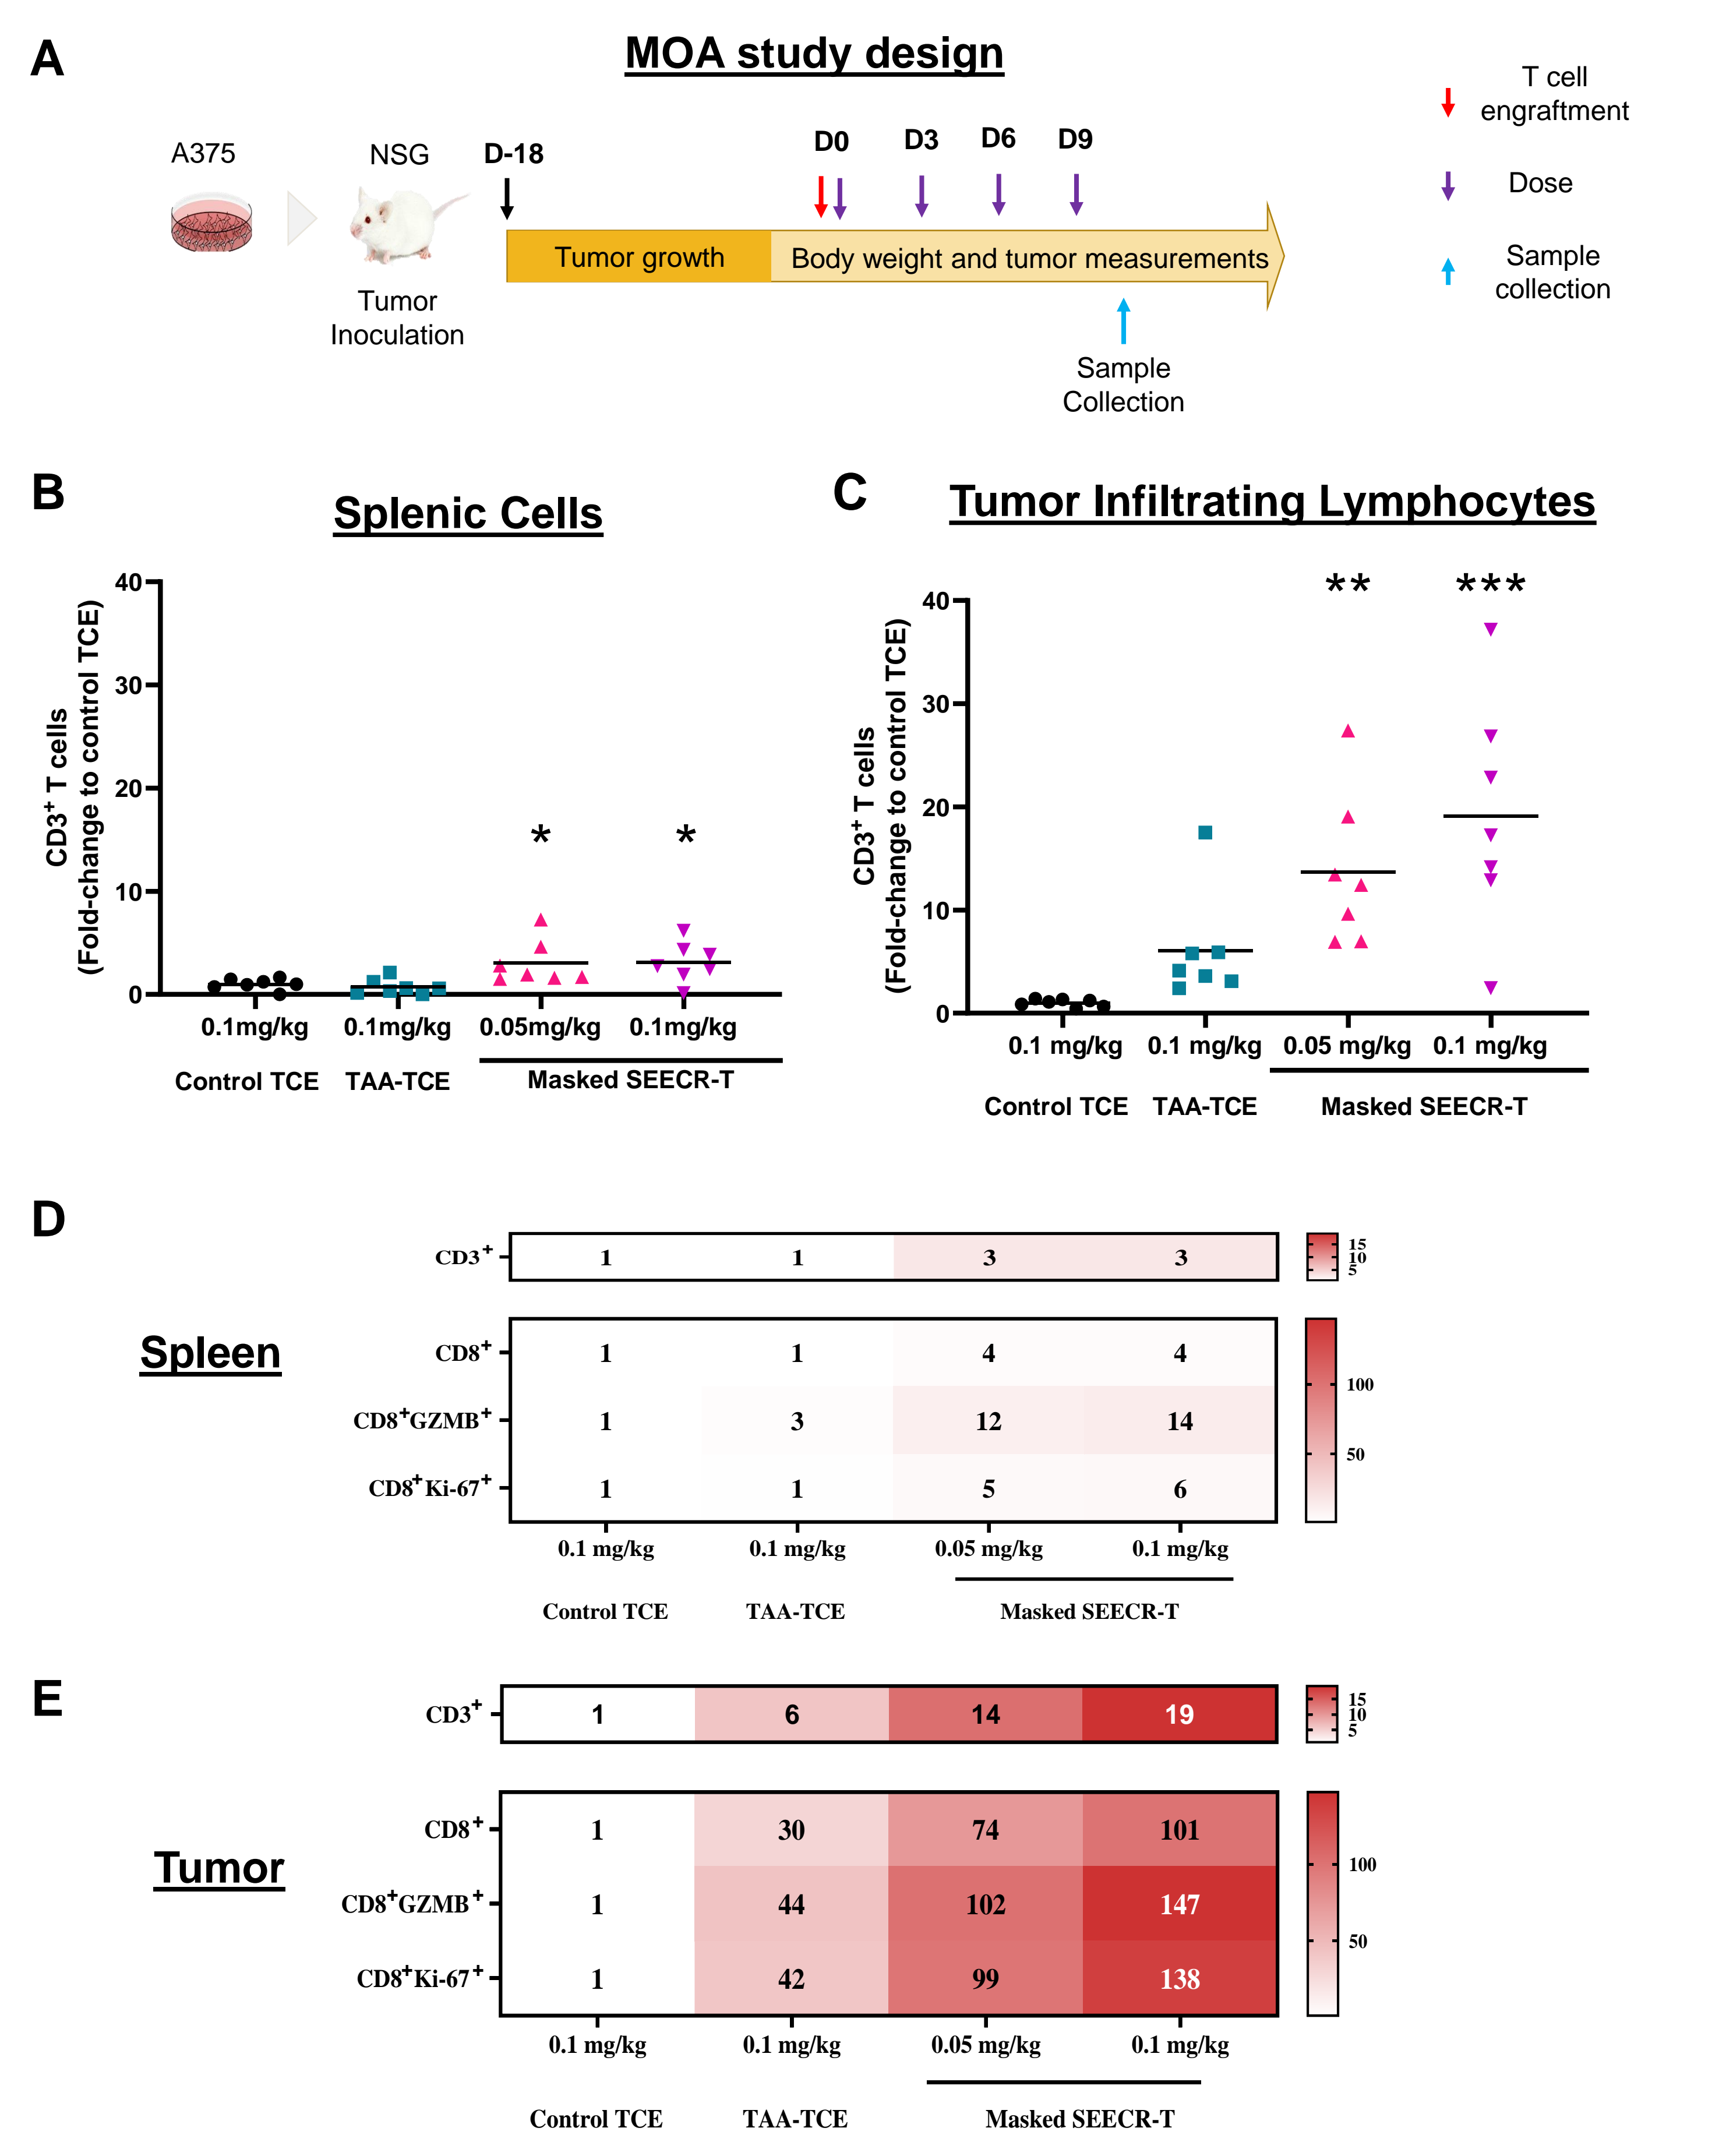 A
MOA study design
A375
NSG
D-18
D0
D3
D6
D9
T cell
engraftment
Dose
Sample
collection
Tumor growth
Body weight and tumor measurements
Tumor
Inoculation
Sample
Collection
B
Splenic Cells
CD3+ T cells
(Fold-change to control TCE)
40
30
20
10
0
* *
0.1mg/kg 0.1mg/kg 0.05mg/kg 0.1mg/kg
Control TCE TAA-TCE Masked SEECR-T
C
Tumor Infiltrating Lymphocytes
CD3+ T cells
(Fold-change to control TCE)
40
30
20
10
0
** ***
0.1 mg/kg 0.1 mg/kg 0.05 mg/kg 0.1 mg/kg
Control TCE TAA-TCE Masked SEECR-T
D
Spleen
CD3+ 1 1 3 3
15
10
5
CD8+ 1 1 4 4
CD8+GZMB+ 1 3 12 14
CD8+Ki-67+ 1 1 5 6
100
50
0.1 mg/kg 0.1 mg/kg 0.05 mg/kg 0.1 mg/kg
Control TCE TAA-TCE Masked SEECR-T
E
Tumor
CD3+ 1 6 14 19
15
10
5
CD8+ 1 30 74 101
CD8+GZMB+ 1 44 102 147
CD8+Ki-67+ 1 42 99 138
100
50
0.1 mg/kg 0.1 mg/kg 0.05 mg/kg 0.1 mg/kg
Control TCE TAA-TCE Masked SEECR-T